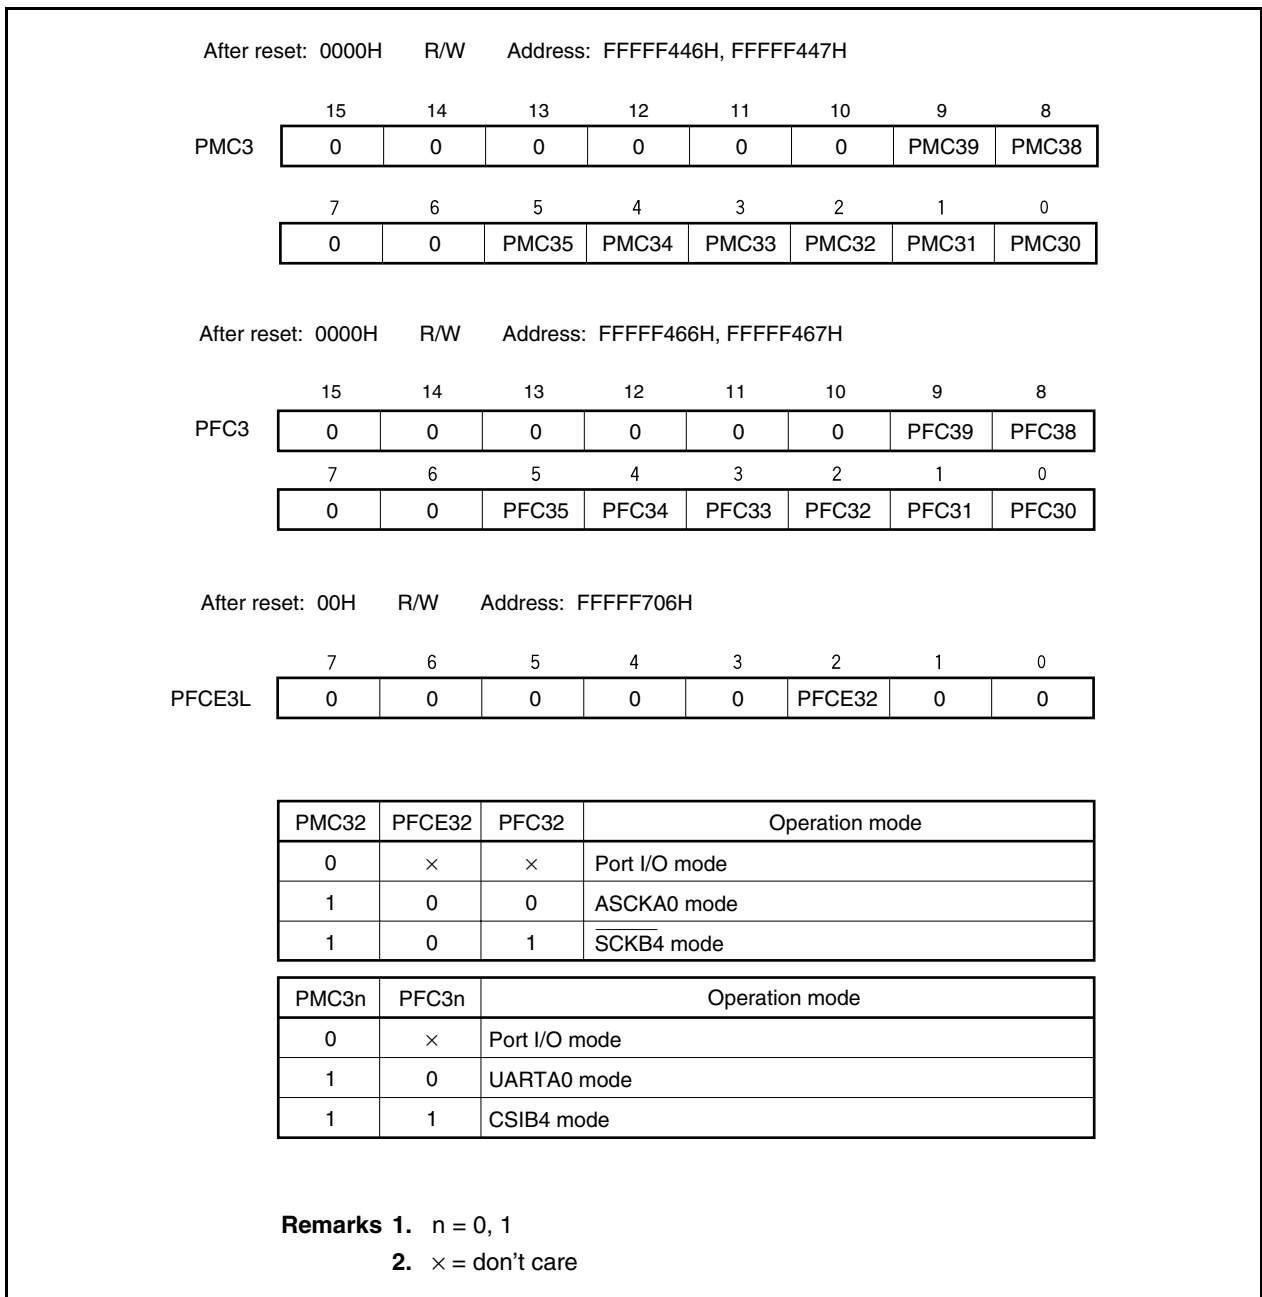 After reset: 0000H R/W Address: FFFFF446H, FFFFF447H
15 14 13 12 11 10 9 8
PMC3 0 0 0 0 0 0 PMC39 PMC38
7 6 5 4 3 2 1 0
0 0 PMC35 PMC34 PMC33 PMC32 PMC31 PMC30
After reset: 0000H R/W Address: FFFFF466H, FFFFF467H
15 14 13 12 11 10 9 8
PFC3 0 0 0 0 0 0 PFC39 PFC38
7 6 5 4 3 2 1 0
0 0 PFC35 PFC34 PFC33 PFC32 PFC31 PFC30
After reset: 00H R/W Address: FFFFF706H
7 6 5 4 3 2 1 0
PFCE3L 0 0 0 0 0 PFCE32 0 0
PMC32 PFCE32 PFC32 Operation mode
0 × × Port I/O mode
1 0 0 ASCKA0 mode
1 0 1 SCKB4 mode
PMC3n PFC3n Operation mode
0 × Port I/O mode
1 0 UARTA0 mode
1 1 CSIB4 mode
Remarks 1. n = 0, 1
2. × = don't care